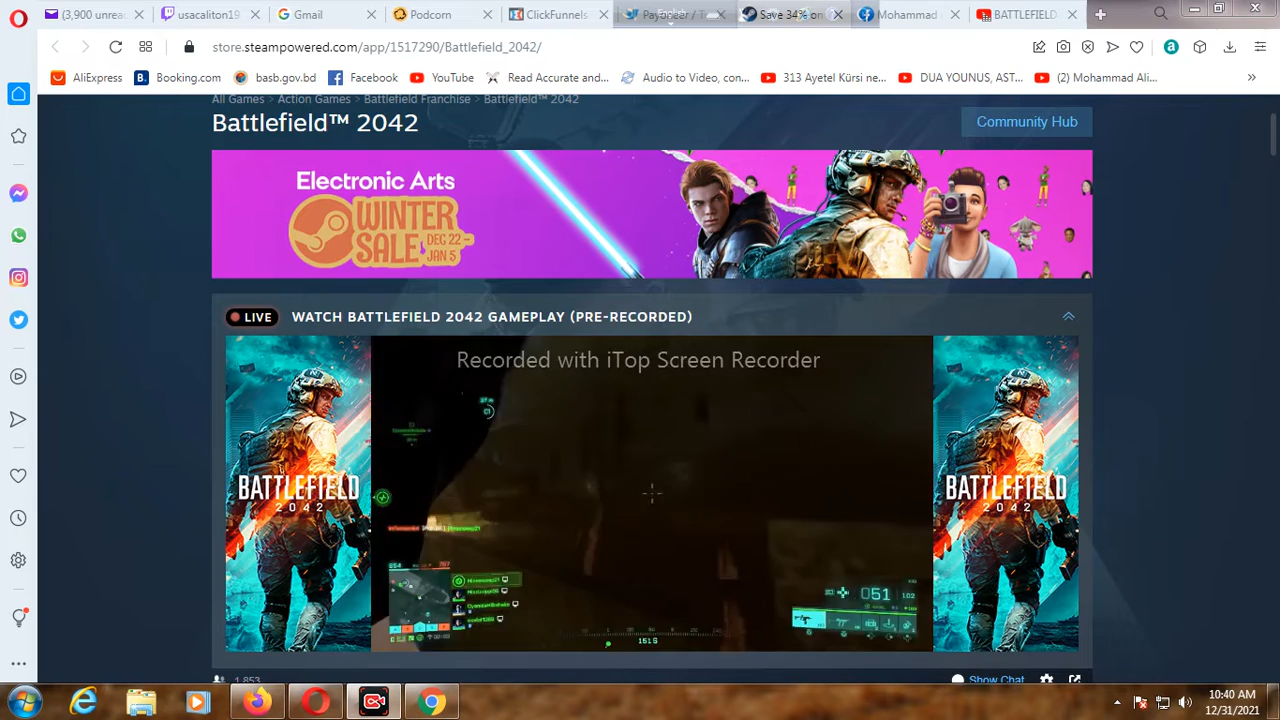 (3,900 unrea
usacaliton19
Gmail
Podcorn
ClickFunnels
English
Save 34% on
Mohammad
BATTLEFIELD
store.steampowered.com/app/1517290/Battlefield_2042/
AliExpress
Booking.com
basb.gov.bd
Facebook
YouTube
Read Accurate and...
Audio to Video, con...
313 Ayetel Kürsi ne...
DUA YOUNUS, AST...
(2) Mohammad Ali...
All Games > Action Games > Battlefield Franchise > Battlefield™ 2042
Battlefield™ 2042
Community Hub
Electronic Arts
WINTER
SALE DEC 22 –
JAN 5
LIVE
WATCH BATTLEFIELD 2042 GAMEPLAY (PRE-RECORDED)
Recorded with iTop Screen Recorder
BATTLEFIELD
2042
BATTLEFIELD
2042
051
102
1,853
Show Chat
10:40 AM
12/31/2021